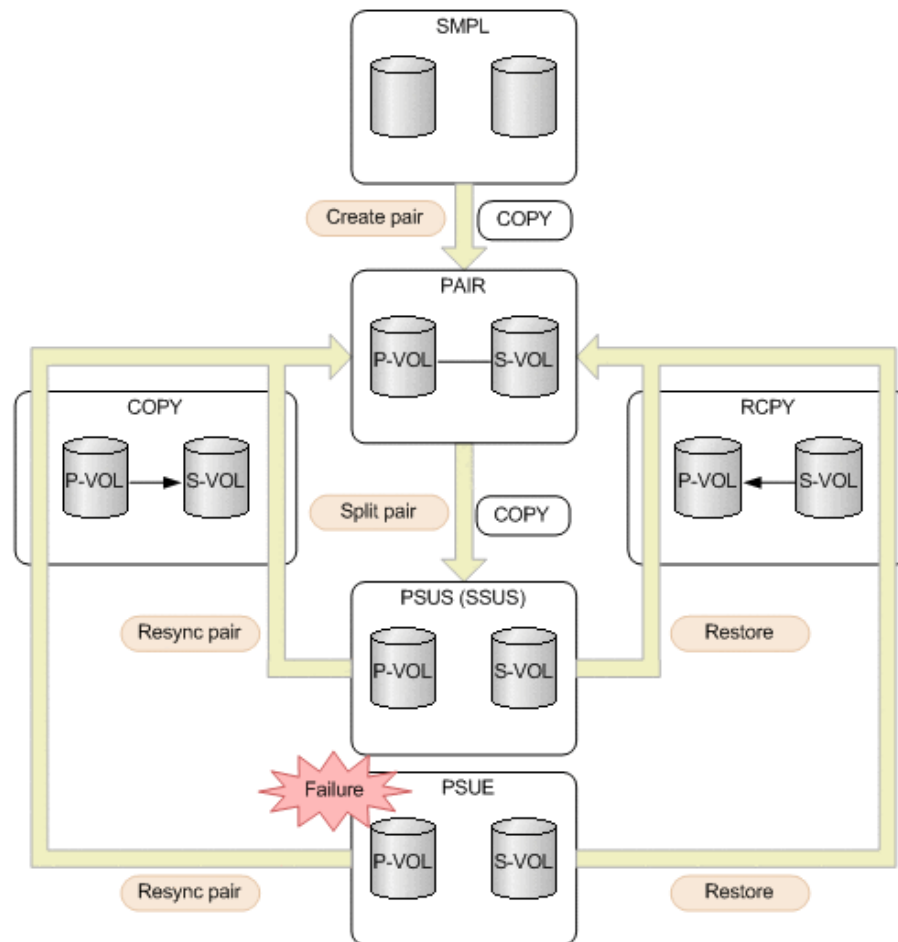 SMPL
Create pair
COPY
PAIR
P-VOL
S-VOL
COPY
P-VOL
S-VOL
RCPY
P-VOL
S-VOL
Split pair
COPY
PSUS (SSUS)
P-VOL
S-VOL
Resync pair
Restore
Failure
PSUE
P-VOL
S-VOL
Resync pair
Restore